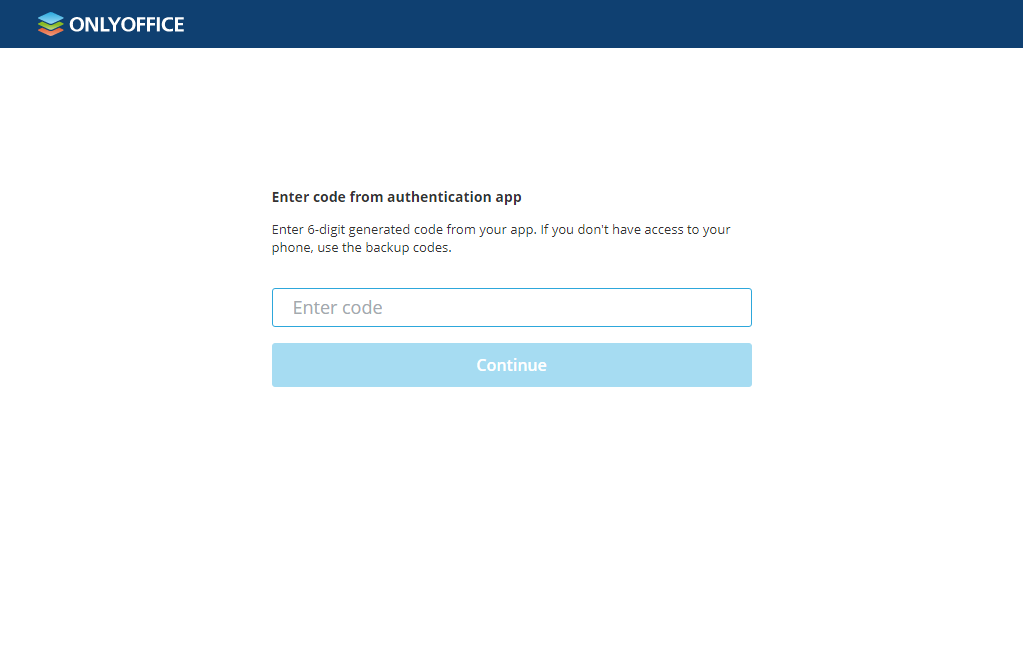 ONLYOFFICE
Enter code from authentication app
Enter 6-digit generated code from your app. If you don't have access to your
phone, use the backup codes.
Enter code
Continue